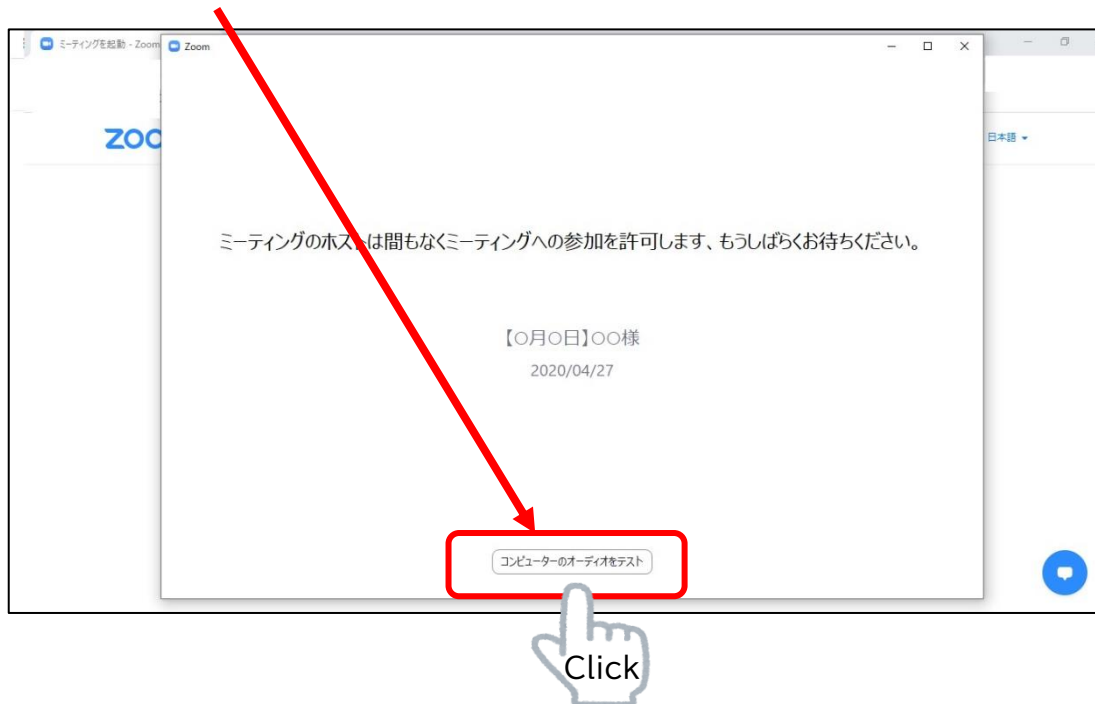 ミーティングを起動 - Zoom
Zoom
ZOO
日本語
ミーティングのホストは間もなくミーティングへの参加を許可します、もうしばらくお待ちください。
【○月○日】○○様
2020/04/27
コンピューターのオーディオをテスト
Click